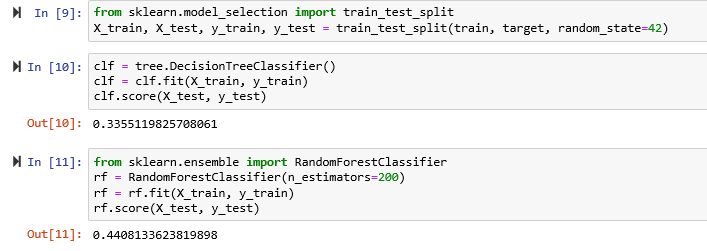 In [9]: from sklearn.model_selection import train_test_split
X_train, X_test, y_train, y_test = train_test_split(train, target, random_state=42)
In [10]: clf = tree.DecisionTreeClassifier()
clf = clf.fit(X_train, y_train)
clf.score(X_test, y_test)
Out[10]: 0.3355119825708061
In [11]: from sklearn.ensemble import RandomForestClassifier
rf = RandomForestClassifier(n_estimators=200)
rf = rf.fit(X_train, y_train)
rf.score(X_test, y_test)
Out[11]: 0.4408133623819898